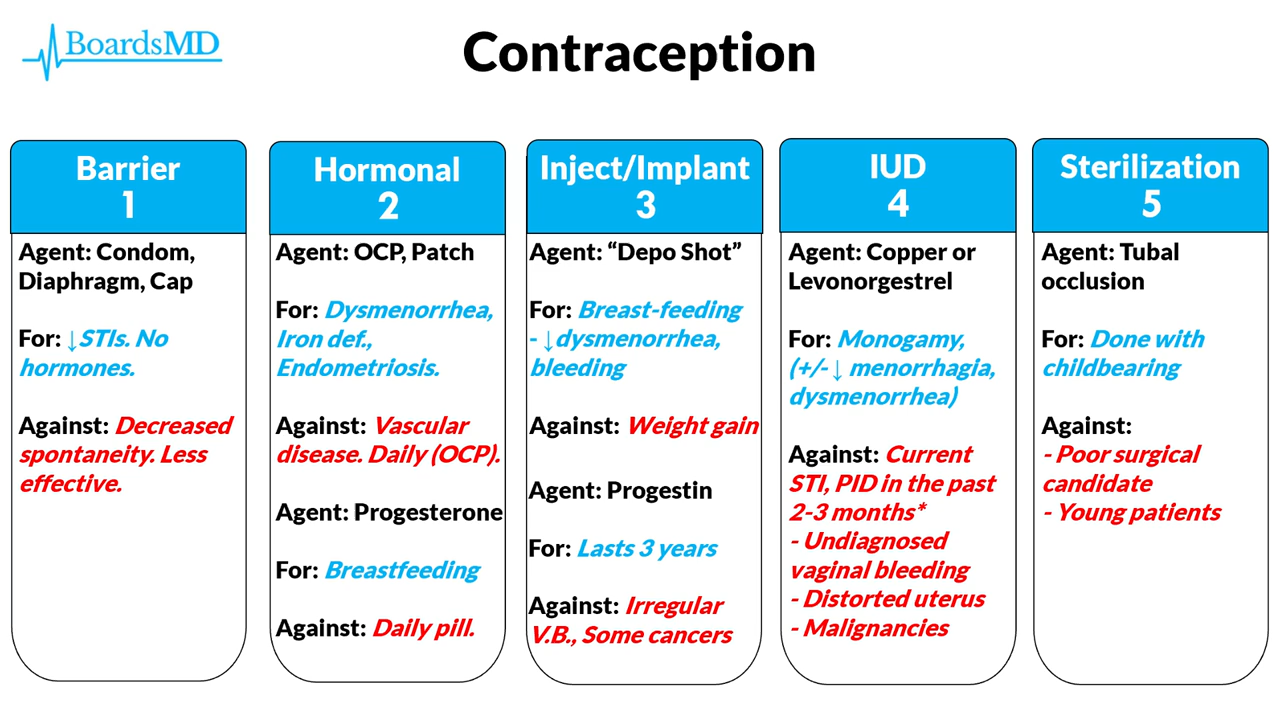 BoardsMD
Contraception
Barrier
1
Agent: Condom,
Diaphragm, Cap
For: ↓STIs. No
hormones.
Against: Decreased
spontaneity. Less
effective.
Hormonal
2
Agent: OCP, Patch
For: Dysmenorrhea,
Iron def.,
Endometriosis.
Against: Vascular
disease. Daily (OCP).
Agent: Progesterone
For: Breastfeeding
Against: Daily pill.
Inject/Implant
3
Agent: “Depo Shot”
For: Breast-feeding
- ↓dysmenorrhea,
bleeding
Against: Weight gain
Agent: Progestin
For: Lasts 3 years
Against: Irregular
V.B., Some cancers
IUD
4
Agent: Copper or
Levonorgestrel
For: Monogamy,
(+/-↓ menorrhagia,
dysmenorrhea)
Against: Current
STI, PID in the past
2-3 months*
- Undiagnosed
vaginal bleeding
- Distorted uterus
- Malignancies
Sterilization
5
Agent: Tubal
occlusion
For: Done with
childbearing
Against:
- Poor surgical
candidate
- Young patients